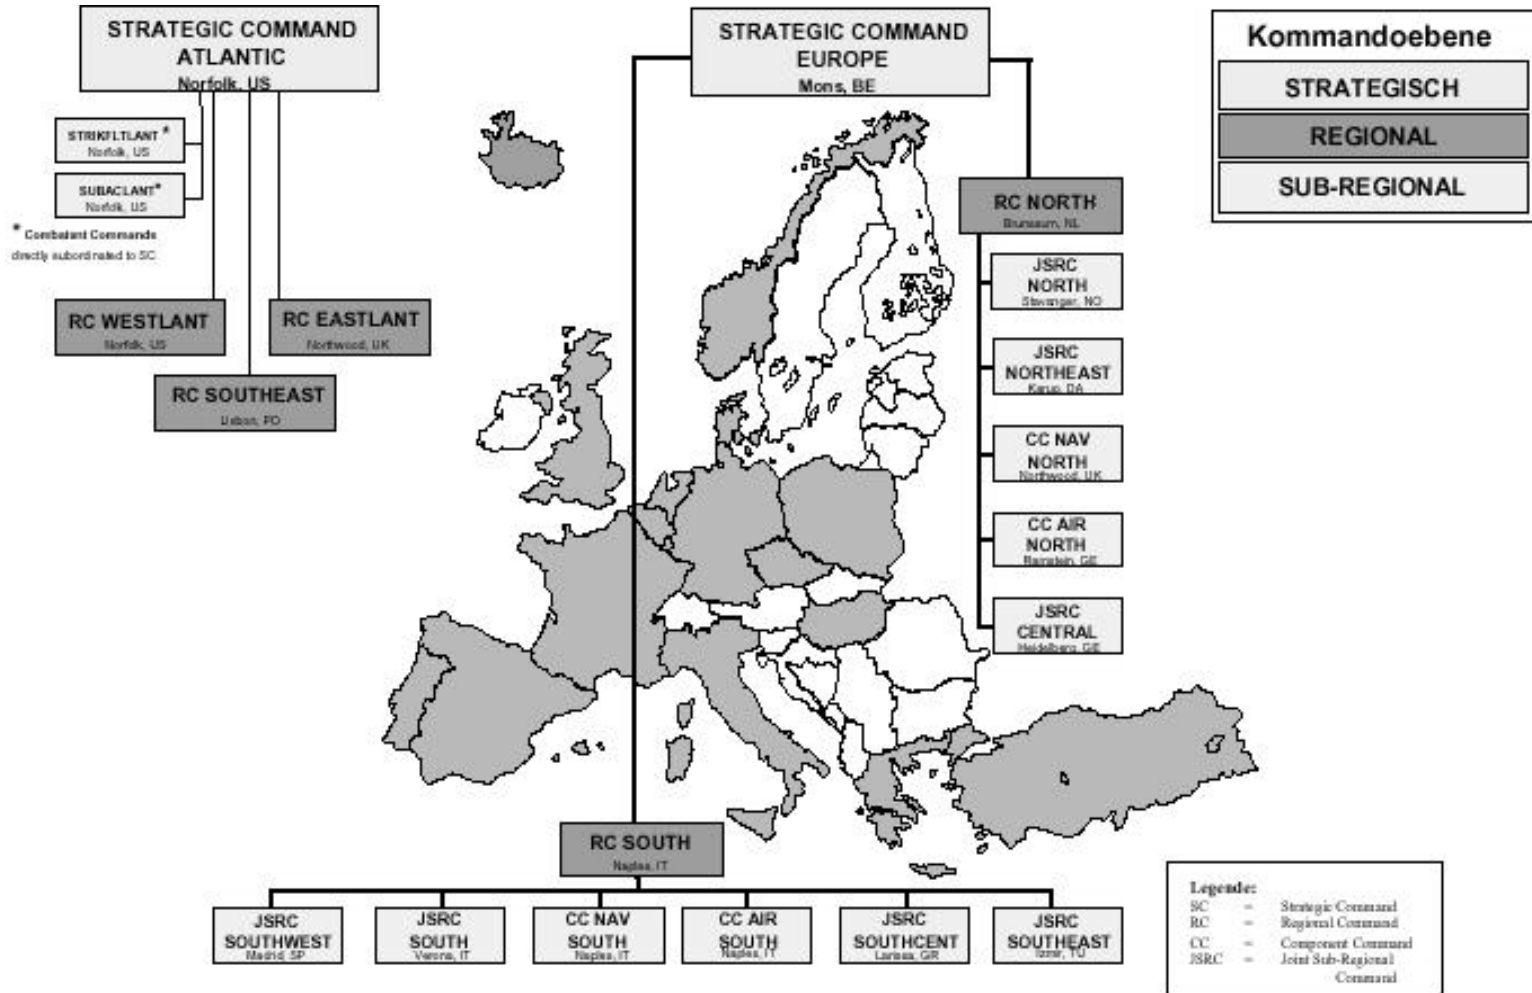 STRATEGIC COMMAND
ATLANTIC
Norfolk, US
STRIKFLTLANT *
Norfolk, US
SUBACLANT*
Norfolk, US
* Combatant Commands
directly subordinated to SC
RC WESTLANT
Norfolk, US
RC EASTLANT
Northwood, UK
RC SOUTHEAST
Lisbon, PO
STRATEGIC COMMAND
EUROPE
Mons, BE
Kommandoebene
STRATEGISCH
REGIONAL
SUB-REGIONAL
RC NORTH
Brunssum, NL
JSRC
NORTH
Stavanger, NO
JSRC
NORTHEAST
Karup, DA
CC NAV
NORTH
Northwood, UK
CC AIR
NORTH
Ramstein, GE
JSRC
CENTRAL
Heidelberg, GE
RC SOUTH
Naples, IT
JSRC
SOUTHWEST
Madrid, SP
JSRC
SOUTH
Verona, IT
CC NAV
SOUTH
Naples, IT
CC AIR
SOUTH
Naples, IT
JSRC
SOUTHCENT
Larissa, GR
JSRC
SOUTHEAST
Izmir, TU
Legende:
SC = Strategic Command
RC = Regional Command
CC = Component Command
JSRC = Joint Sub-Regional
Command